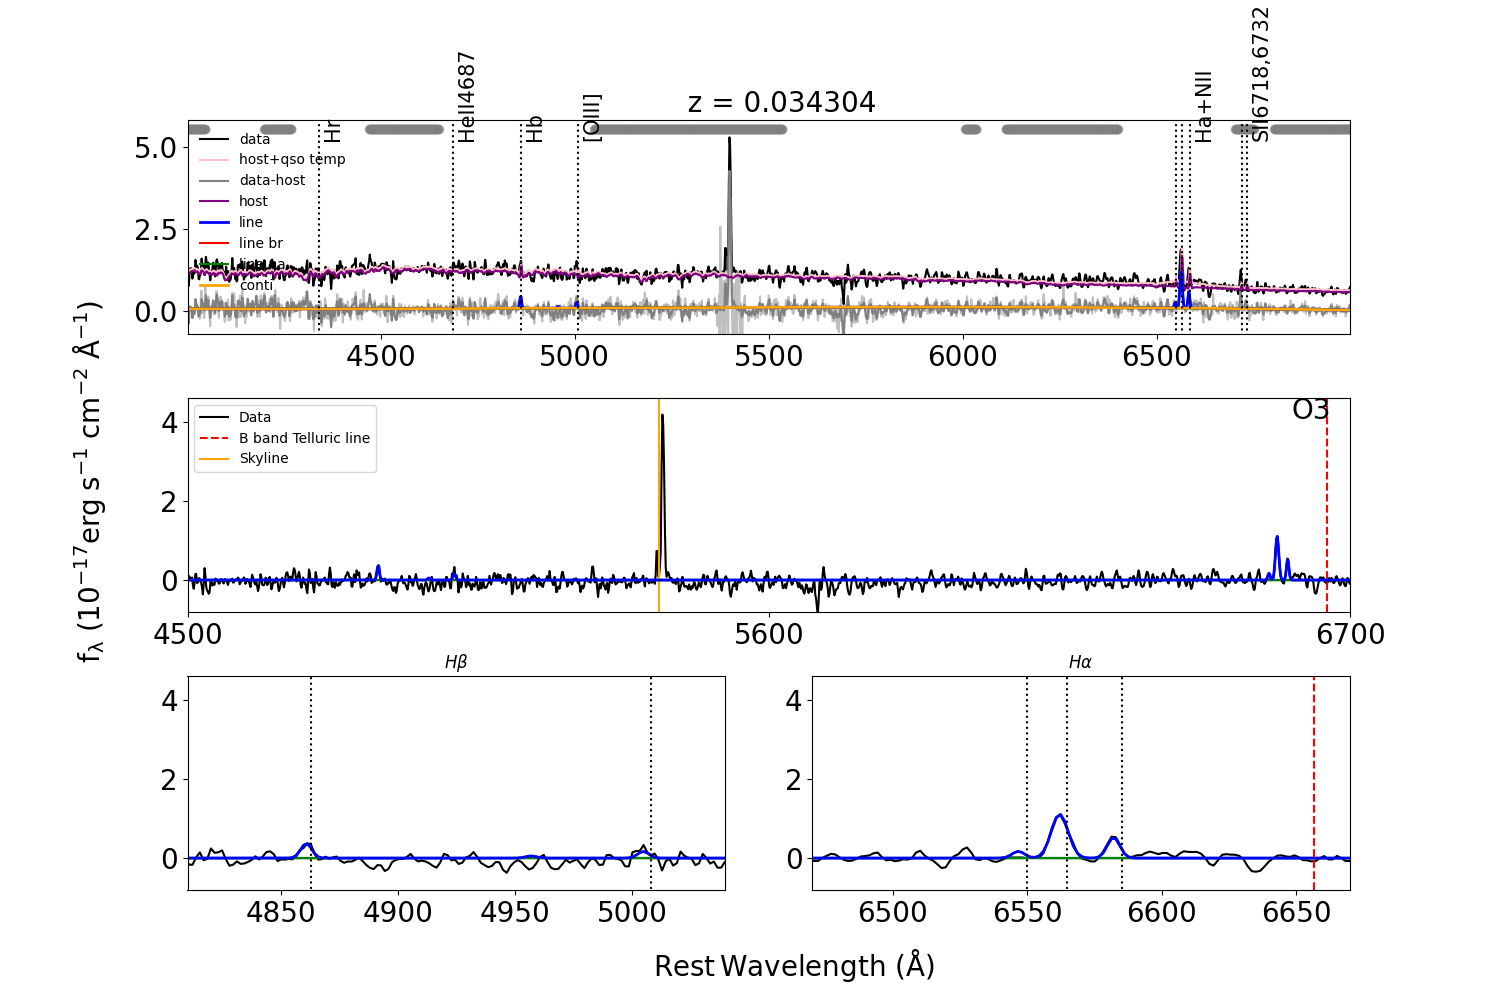 z = 0.034304
Hr
HeII4687
Hb
[OIII]
Ha+NII
SII6718,6732
data
host+qso temp
data-host
host
line
line br
conti
5.0
2.5
0.0
4500 5000 5500 6000 6500
fλ (10⁻¹⁷erg s⁻¹ cm⁻² Å⁻¹)
Data
B band Telluric line
Skyline
O3
4
2
0
4500 5600 6700
Hβ
4
2
0
4850 4900 4950 5000
Hα
4
2
0
6500 6550 6600 6650
Rest Wavelength (Å)